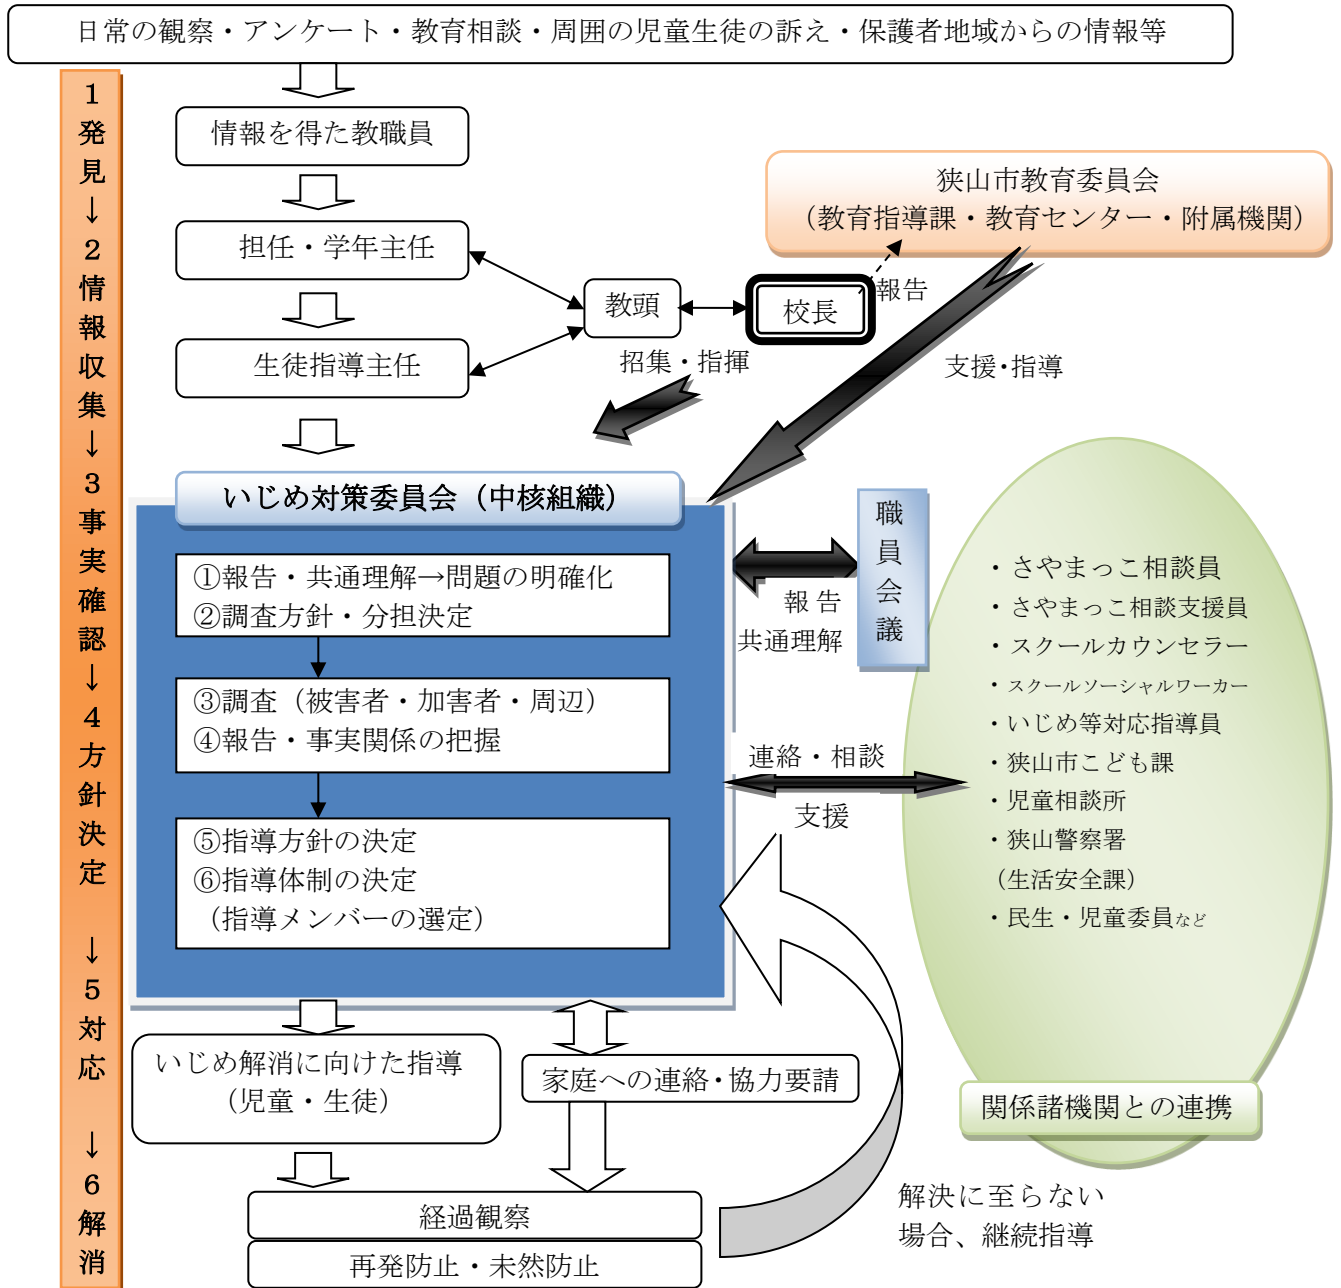 日常の観察・アンケート・教育相談・周囲の児童生徒の訴え・保護者地域からの情報等
1発見↓2情報収集↓3事実確認↓4方針決定 ↓5対応 ↓6解消
情報を得た教職員
担任・学年主任
生徒指導主任
教頭
校長
報告
狭山市教育委員会
（教育指導課・教育センター・附属機関）
招集・指揮
支援・指導
いじめ対策委員会（中核組織）
①報告・共通理解→問題の明確化
②調査方針・分担決定
③調査（被害者・加害者・周辺）
④報告・事実関係の把握
⑤指導方針の決定
⑥指導体制の決定
（指導メンバーの選定）
職員会議
報告
共通理解
連絡・相談
支援
・さやまっこ相談員
・さやまっこ相談支援員
・スクールカウンセラー
・スクールソーシャルワーカー
・いじめ等対応指導員
・狭山市こども課
・児童相談所
・狭山警察署
（生活安全課）
・民生・児童委員など
関係諸機関との連携
いじめ解消に向けた指導
（児童・生徒）
家庭への連絡・協力要請
経過観察
再発防止・未然防止
解決に至らない
場合、継続指導